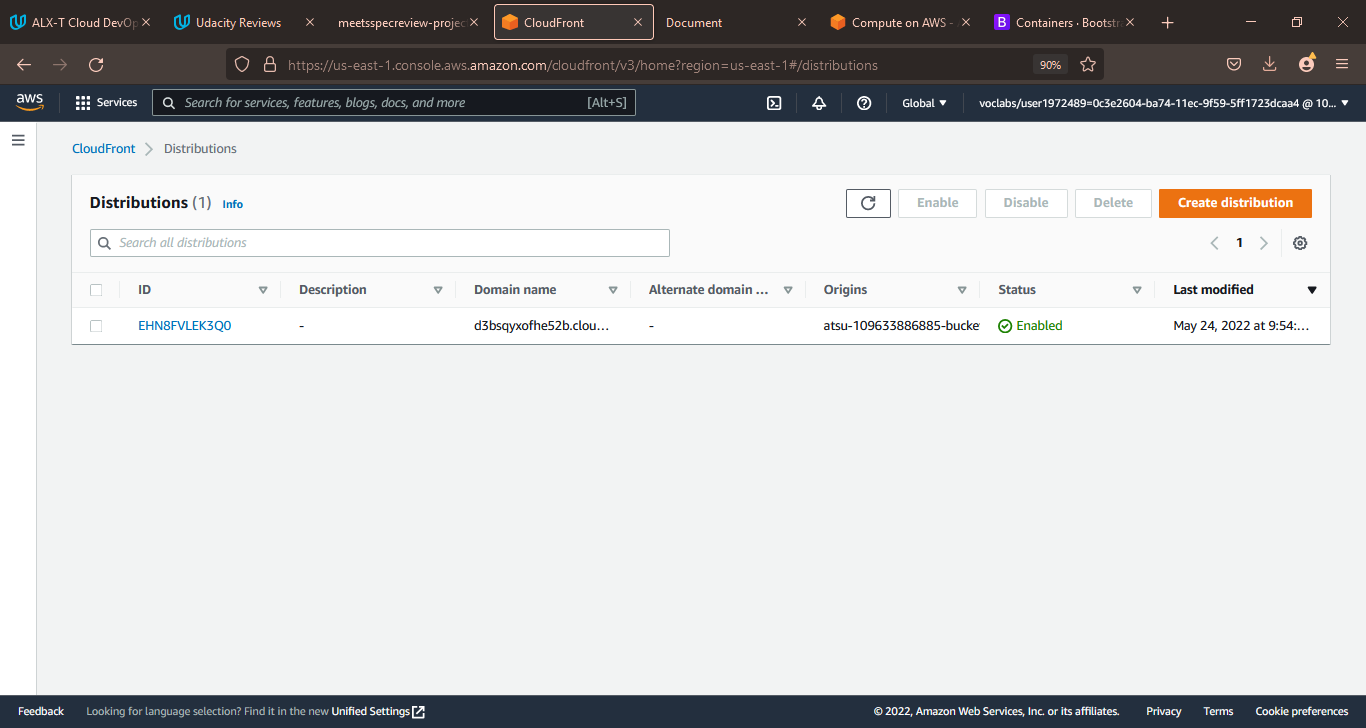 ALX-T Cloud DevOp
Udacity Reviews
meetsspecreview-projec
CloudFront
Document
Compute on AWS -
Containers · Bootstra
https://us-east-1.console.aws.amazon.com/cloudfront/v3/home?region=us-east-1#/distributions
90%
aws
Services
Search for services, features, blogs, docs, and more
[Alt+S]
Global
voclabs/user1972489=0c3e2604-ba74-11ec-9f59-5ff1723dcaa4 @ 10...
CloudFront
Distributions
Distributions (1) Info
Enable
Disable
Delete
Create distribution
Search all distributions
1
ID
Description
Domain name
Alternate domain ...
Origins
Status
Last modified
EHN8FVLEK3Q0
-
d3bsqyxofhe52b.clou...
-
atsu-109633886885-bucke
Enabled
May 24, 2022 at 9:54:...
Feedback
Looking for language selection? Find it in the new Unified Settings
© 2022, Amazon Web Services, Inc. or its affiliates.
Privacy
Terms
Cookie preferences